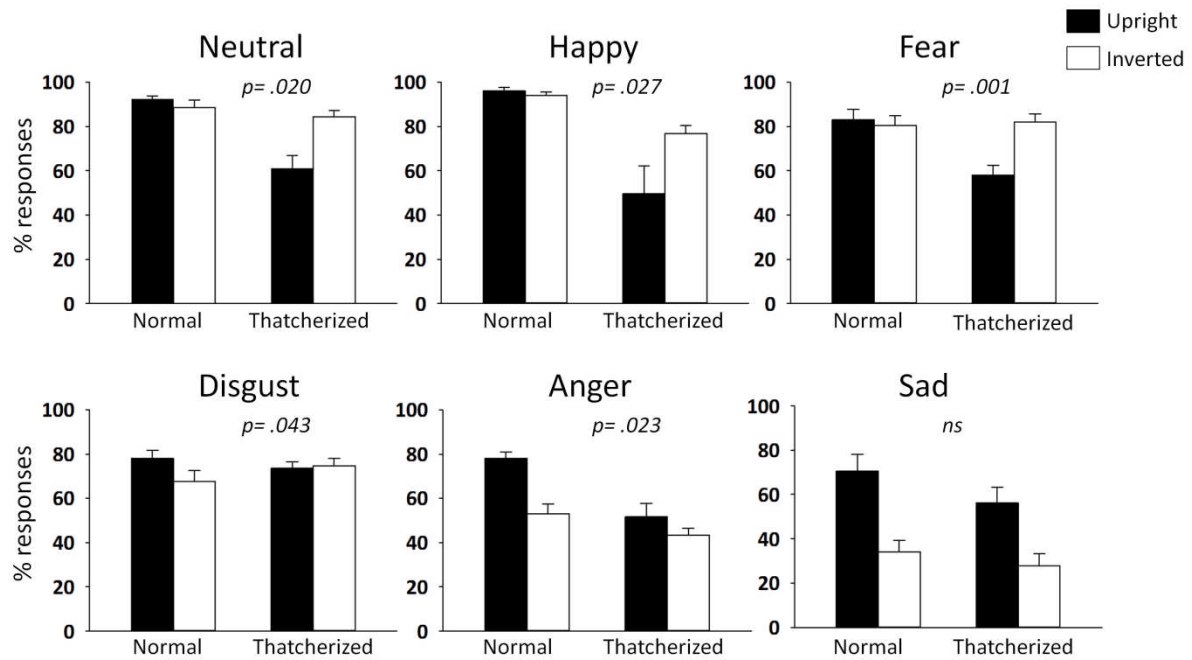 Upright
Inverted
Neutral
Happy
Fear
p= .020
p= .027
p= .001
% responses
100
80
60
40
20
0
100
80
60
40
20
0
100
80
60
40
20
0
Normal Thatcherized
Normal Thatcherized
Normal Thatcherized
Disgust
Anger
Sad
p= .043
p= .023
ns
% responses
100
80
60
40
20
0
100
80
60
40
20
0
100
80
60
40
20
0
Normal Thatcherized
Normal Thatcherized
Normal Thatcherized